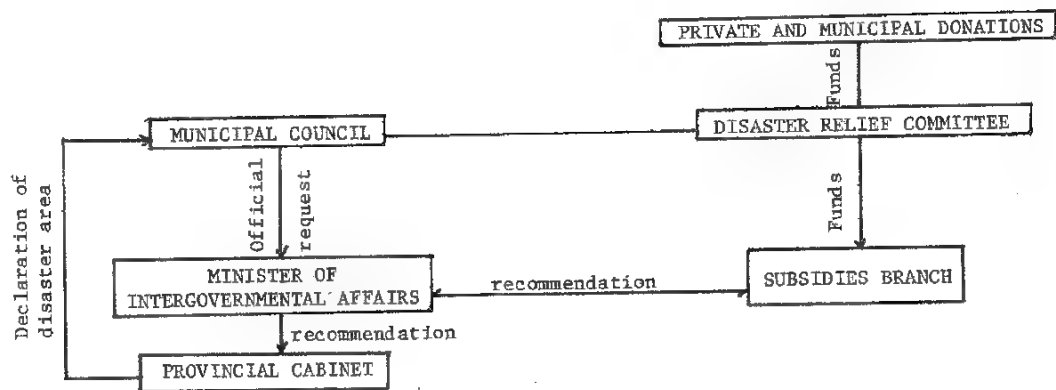 PRIVATE AND MUNICIPAL DONATIONS
Funds
MUNICIPAL COUNCIL
DISASTER RELIEF COMMITTEE
Declaration of
disaster area
Official
request
Funds
MINISTER OF
INTERGOVERNMENTAL AFFAIRS
recommendation
SUBSIDIES BRANCH
recommendation
PROVINCIAL CABINET